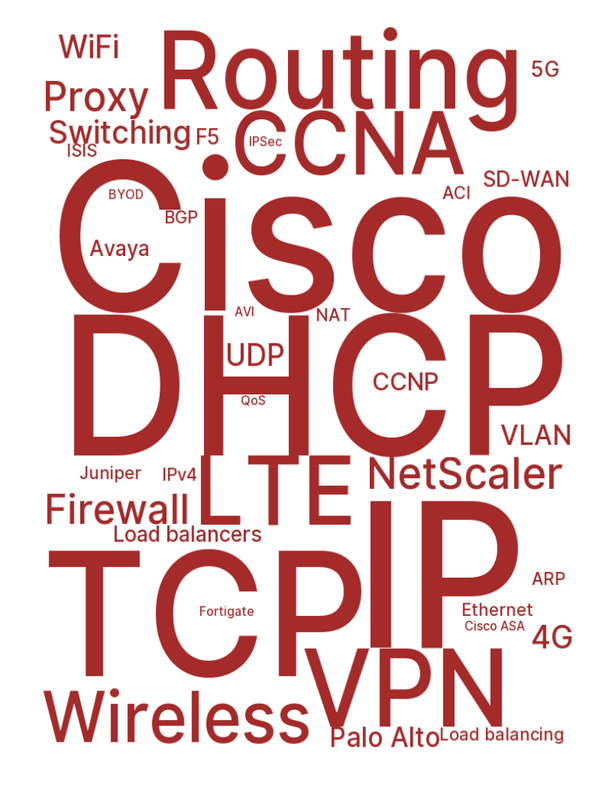 WiFi
Routing
5G
Proxy
Switching
F5
IPSec
CCNA
ISIS
SD-WAN
BYOD
ACI
Cisco
BGP
Avaya
AVI
NAT
DHCP
UDP
CCNP
QoS
VLAN
Juniper
IPv4
LTE
NetScaler
Firewall
Load balancers
IP
TCP
ARP
Fortigate
Ethernet
Cisco ASA
4G
VPN
Wireless
Palo Alto
Load balancing